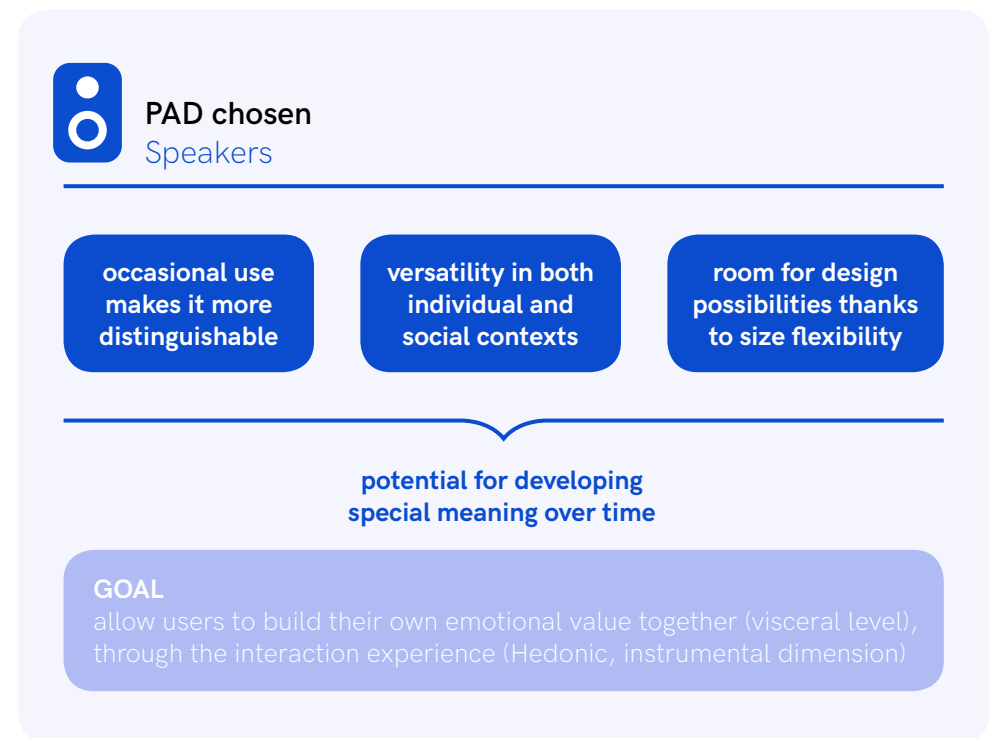 PAD chosen
Speakers
occasional use
makes it more
distinguishable
versatility in both
individual and
social contexts
room for design
possibilities thanks
to size flexibility
potential for developing
special meaning over time
GOAL
allow users to build their own emotional value together (visceral level),
through the interaction experience (Hedonic, instrumental dimension)